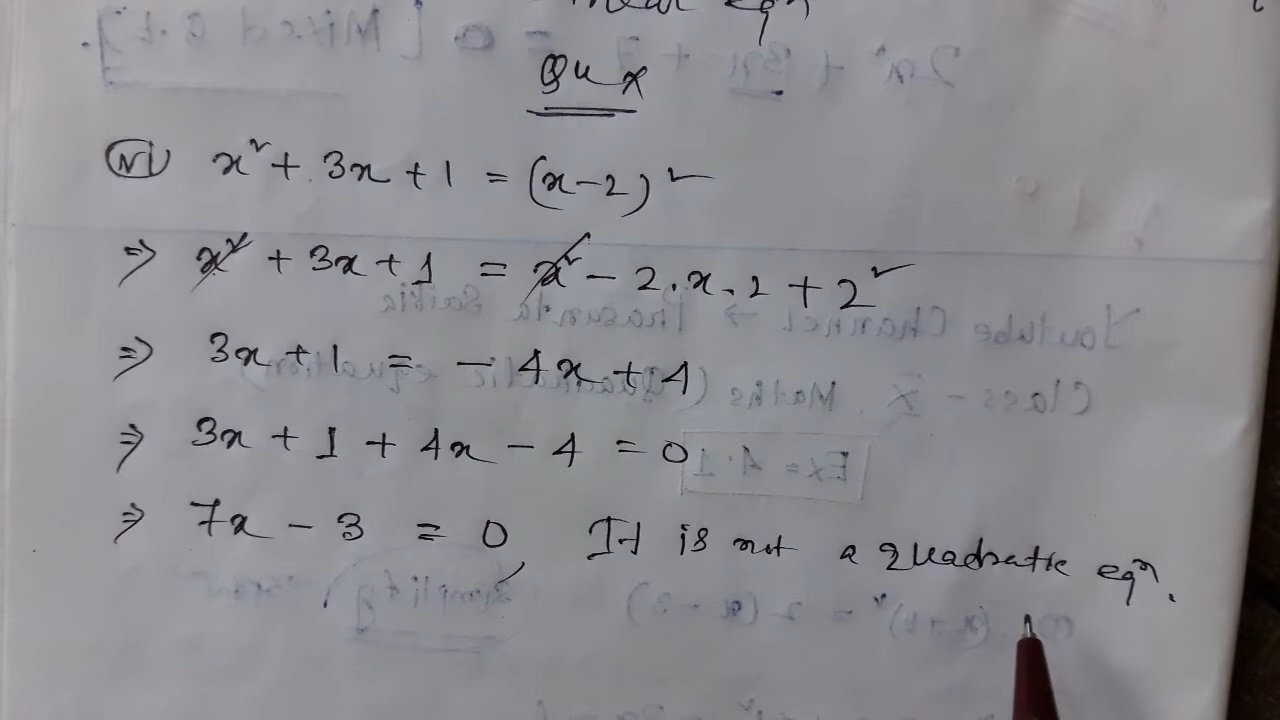 eqn
Qu x
(vi) x² + 3x + 1 = (x-2)²
⇒ x² + 3x + 1 = x² - 2.x.2 + 2²
⇒ 3x + 1 = - 4x + 4
⇒ 3x + 1 + 4x - 4 = 0
⇒ 7x - 3 = 0, It is not a quadratic eqn.